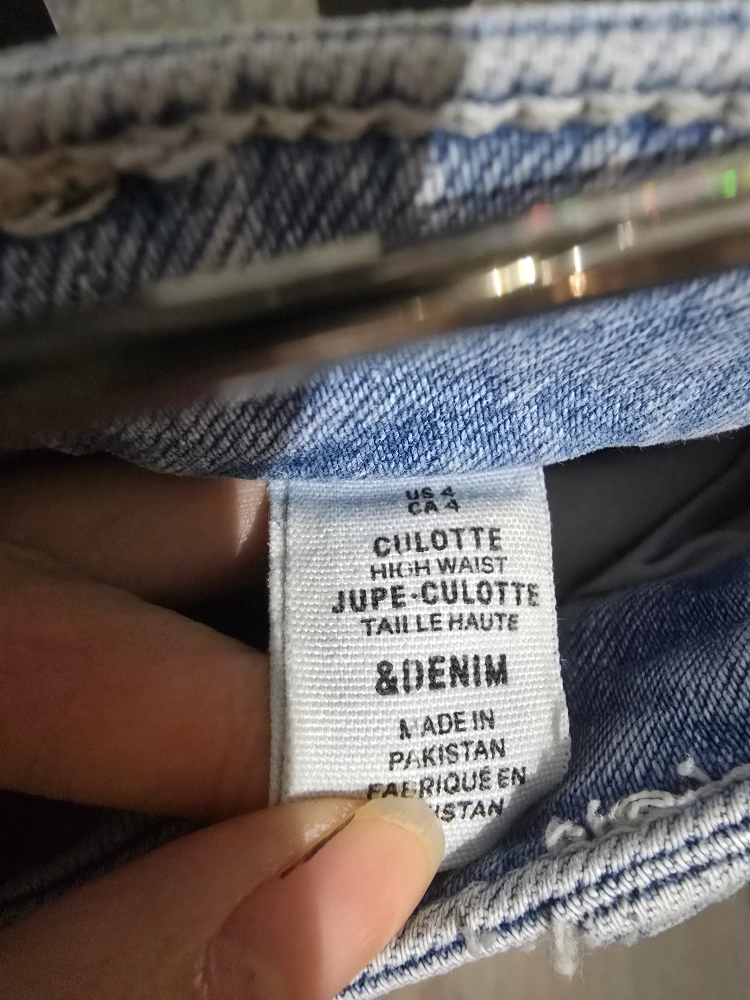 US 4
CA 4
CULOTTE
HIGH WAIST
JUPE-CULOTTE
TAILLE HAUTE
&DENIM
MADE IN
PAKISTAN
FABRIQUÉ EN